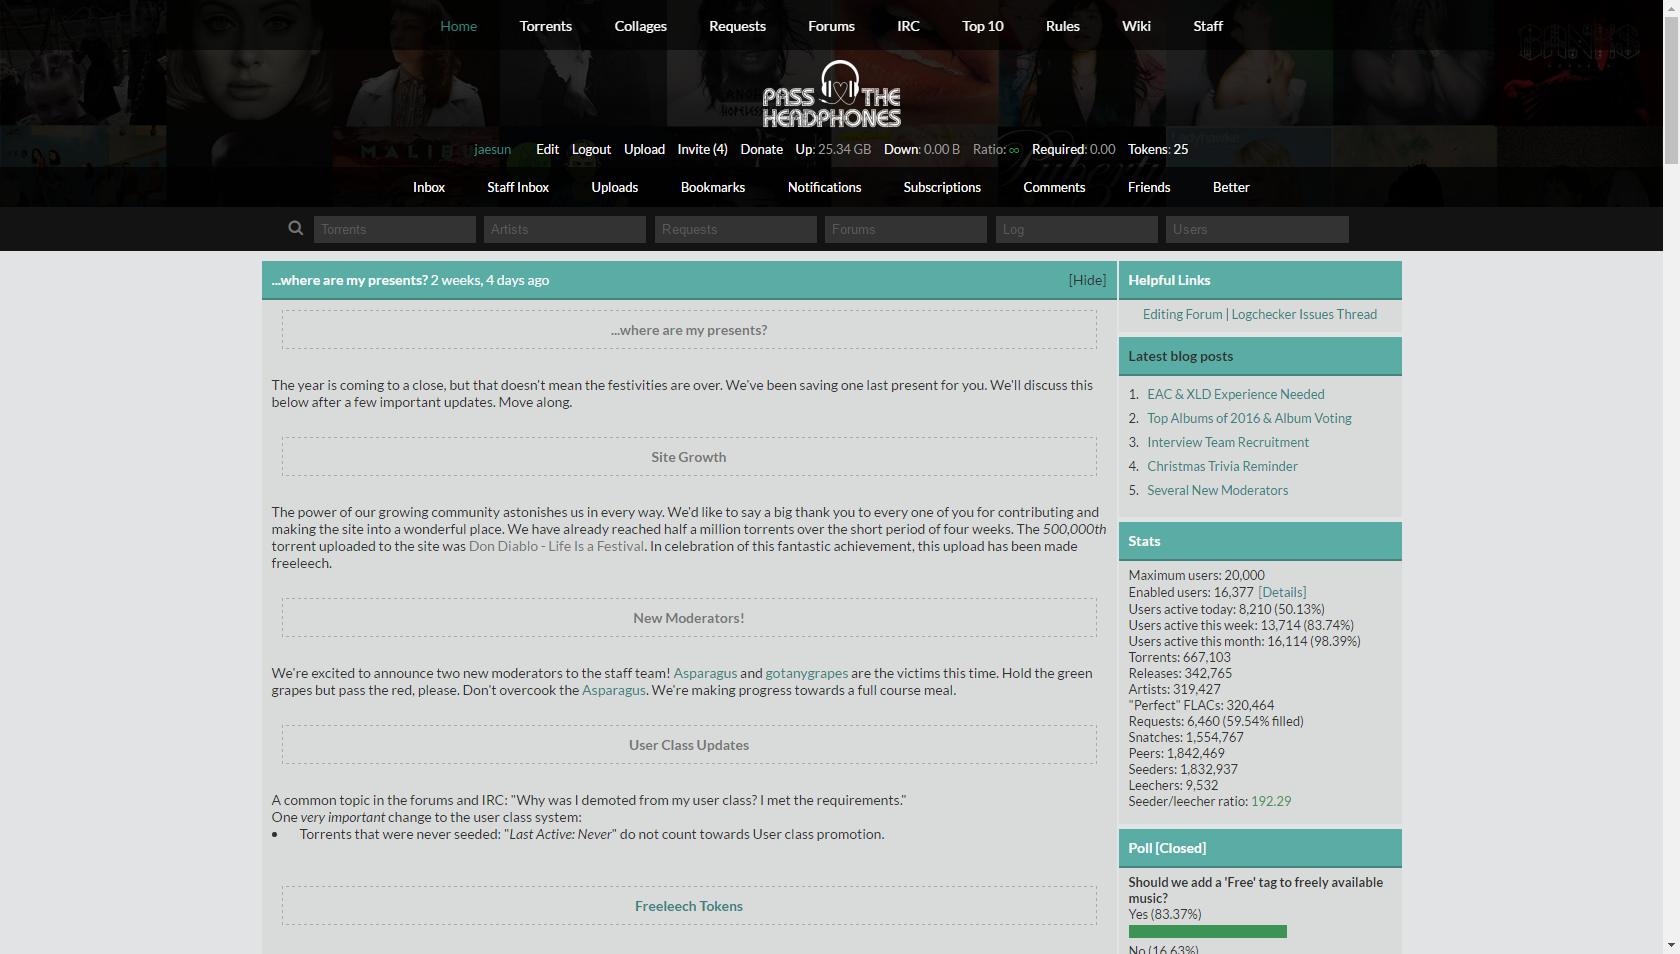 Home Torrents Collages Requests Forums IRC Top 10 Rules Wiki Staff
PASS THE
HEADPHONES
MALIB
jaesun Edit Logout Upload Invite (4) Donate Up: 25.34 GB Down: 0.00 B Ratio: ∞ Required: 0.00 Tokens: 25
Inbox Staff Inbox Uploads Bookmarks Notifications Subscriptions Comments Friends Better
Torrents Artists Requests Forums Log Users
...where are my presents? 2 weeks, 4 days ago [Hide]
...where are my presents?
The year is coming to a close, but that doesn't mean the festivities are over. We've been saving one last present for you. We'll discuss this
below after a few important updates. Move along.
Site Growth
The power of our growing community astonishes us in every way. We'd like to say a big thank you to every one of you for contributing and
making the site into a wonderful place. We have already reached half a million torrents over the short period of four weeks. The 500,000th
torrent uploaded to the site was Don Diablo - Life Is a Festival. In celebration of this fantastic achievement, this upload has been made
freeleech.
New Moderators!
We're excited to announce two new moderators to the staff team! Asparagus and gotanygrapes are the victims this time. Hold the green
grapes but pass the red, please. Don't overcook the Asparagus. We're making progress towards a full course meal.
User Class Updates
A common topic in the forums and IRC: "Why was I demoted from my user class? I met the requirements."
One very important change to the user class system:
• Torrents that were never seeded: "Last Active: Never" do not count towards User class promotion.
Freeleech Tokens
Helpful Links
Editing Forum | Logchecker Issues Thread
Latest blog posts
1. EAC & XLD Experience Needed
2. Top Albums of 2016 & Album Voting
3. Interview Team Recruitment
4. Christmas Trivia Reminder
5. Several New Moderators
Stats
Maximum users: 20,000
Enabled users: 16,377 [Details]
Users active today: 8,210 (50.13%)
Users active this week: 13,714 (83.74%)
Users active this month: 16,114 (98.39%)
Torrents: 667,103
Releases: 342,765
Artists: 319,427
"Perfect" FLACs: 320,464
Requests: 6,460 (59.54% filled)
Snatches: 1,554,767
Peers: 1,842,469
Seeders: 1,832,937
Leechers: 9,532
Seeder/leecher ratio: 192.29
Poll [Closed]
Should we add a 'Free' tag to freely available
music?
Yes (83.37%)
No (16.63%)